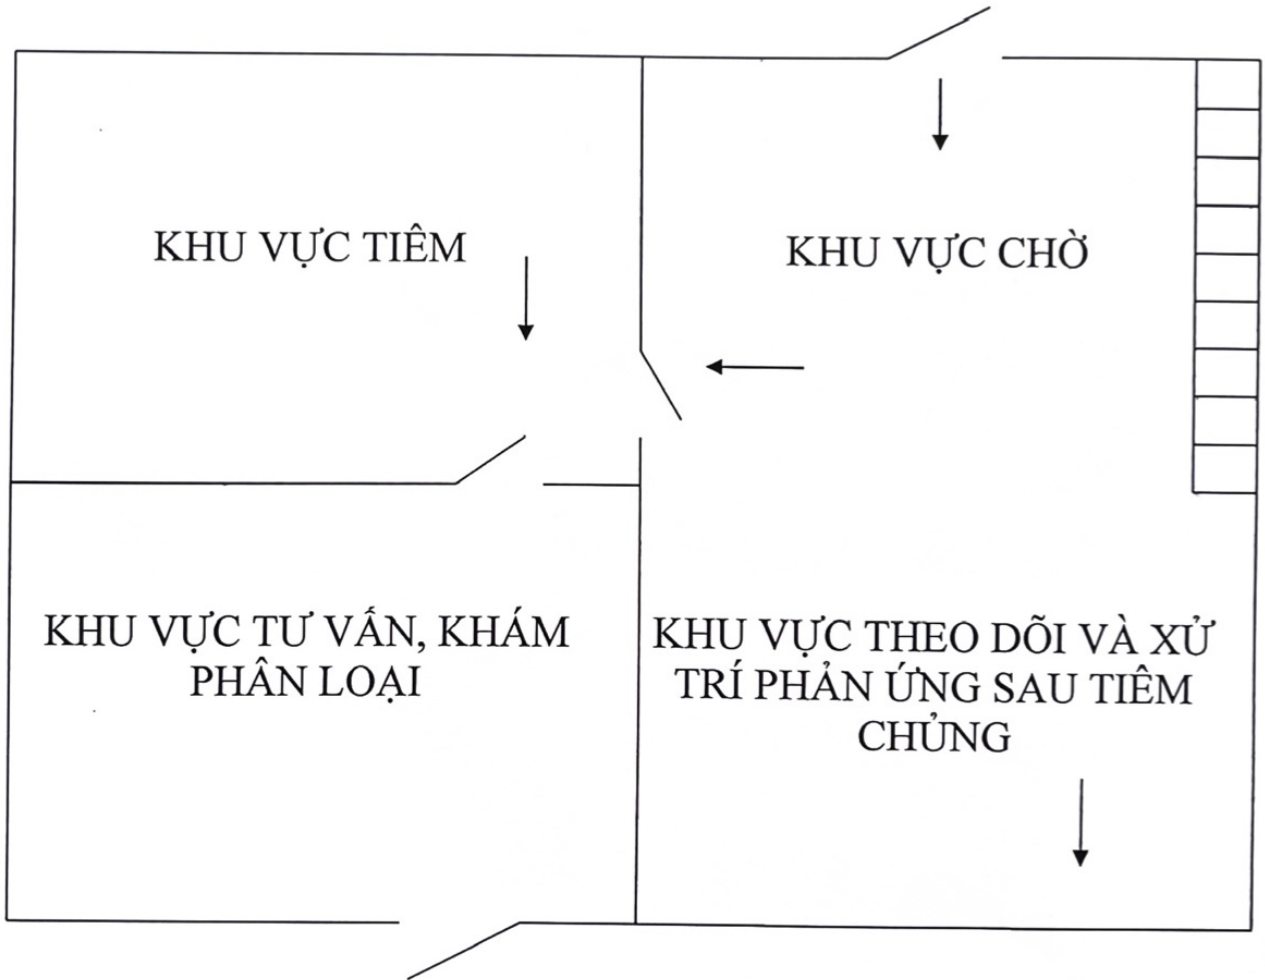 KHU VỰC TIÊM
KHU VỰC CHỜ
KHU VỰC TƯ VẤN, KHÁM
PHÂN LOẠI
KHU VỰC THEO DÕI VÀ XỬ
TRÍ PHẢN ỨNG SAU TIÊM
CHỦNG